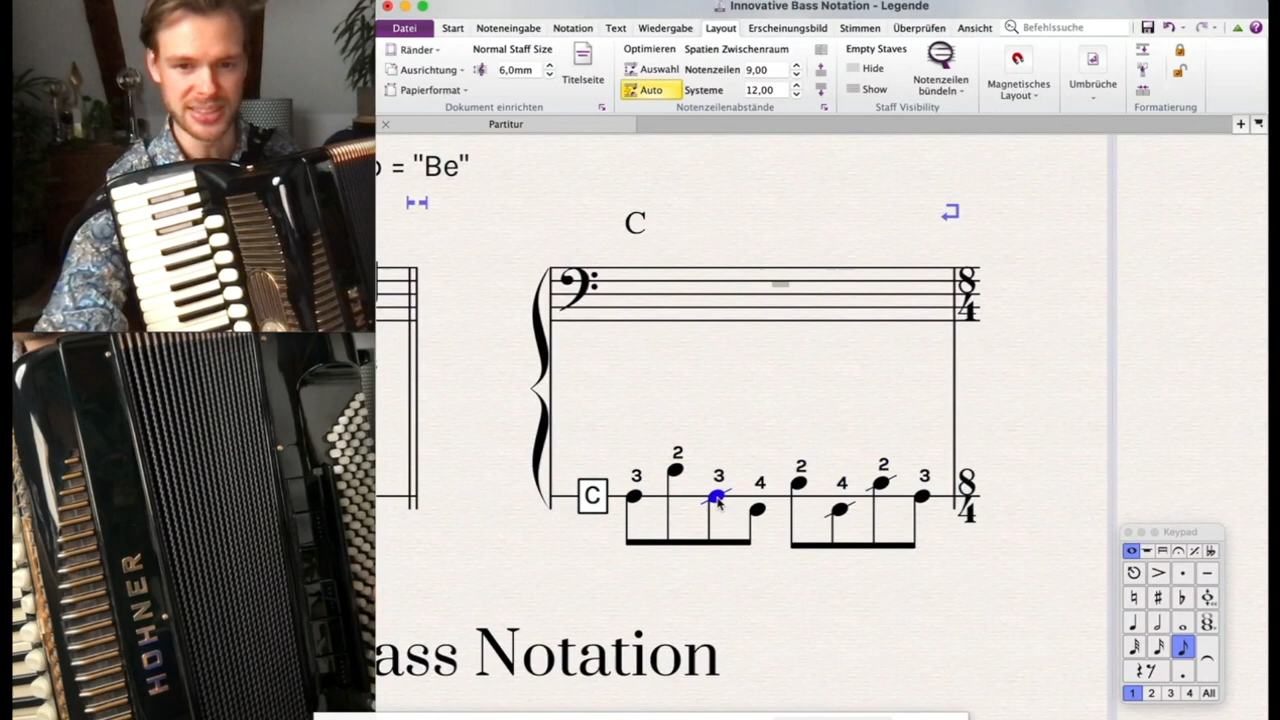 Innovative Bass Notation - Legende
Datei Start Noteneingabe Notation Text Wiedergabe Layout Erscheinungsbild Stimmen Überprüfen Ansicht Befehlssuche
Ränder
Ausrichtung
Papierformat
Dokument einrichten
Normal Staff Size
6,0mm
Titelseite
Optimieren
Auswahl
Auto
Spatien Zwischenraum
Notenzeilen 9,00
Systeme 12,00
Notenzeilenabstände
Empty Staves
Hide
Show
Staff Visibility
Notenzeilen
bündeln
Magnetisches
Layout
Umbrüche
Formatierung
Partitur
= "Be"
C
8
4
2 2 2
3 3 4 4 3
C
8
4
ass Notation
HOHNER
Keypad
1 2 3 4 All